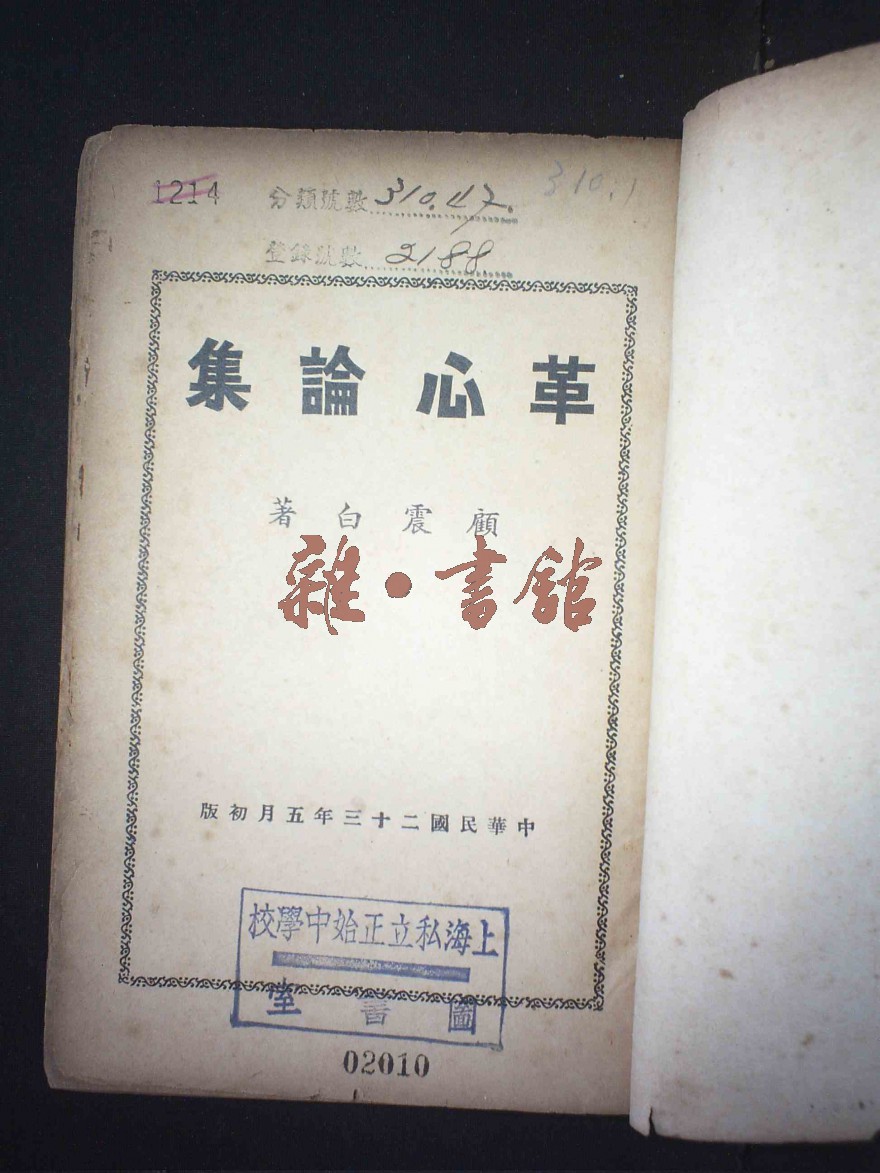 1214
310.1
分類號數 310.47.
登錄號數 2188
革心論集
顧震白著
雜·書館
中華民國二十三年五月初版
上海私立正始中學校
圖書室
02010